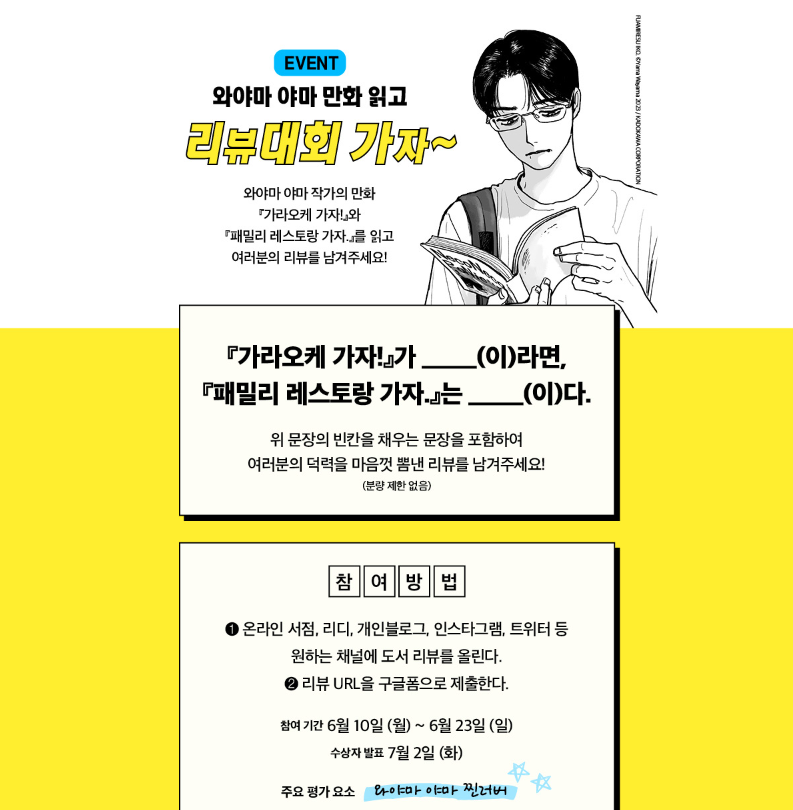 EVENT
와야마 야마 만화 읽고
리뷰대회 가자~
와야마 야마 작가의 만화
『가라오케 가자!』와
『패밀리 레스토랑 가자.』를 읽고
여러분의 리뷰를 남겨주세요!
FAMIRESU IKO. ©Yama Wayama 2023 / KADOKAWA CORPORATION
『가라오케 가자!』가 ____(이)라면,
『패밀리 레스토랑 가자.』는 ____(이)다.
위 문장의 빈칸을 채우는 문장을 포함하여
여러분의 덕력을 마음껏 뽐낸 리뷰를 남겨주세요!
(분량 제한 없음)
참여방법
❶ 온라인 서점, 리디, 개인블로그, 인스타그램, 트위터 등
원하는 채널에 도서 리뷰를 올린다.
❷ 리뷰 URL을 구글폼으로 제출한다.
참여 기간 6월 10일 (월) ~ 6월 23일 (일)
수상자 발표 7월 2일 (화)
주요 평가 요소 와야마 야마 찐러버